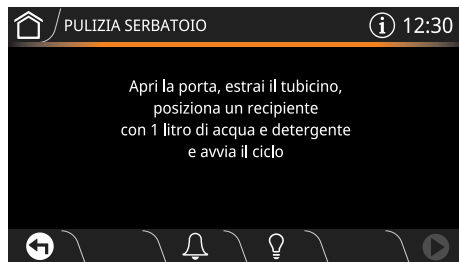 PULIZIA SERBATOIO
12:30
Apri la porta, estrai il tubicino,
posiziona un recipiente
con 1 litro di acqua e detergente
e avvia il ciclo